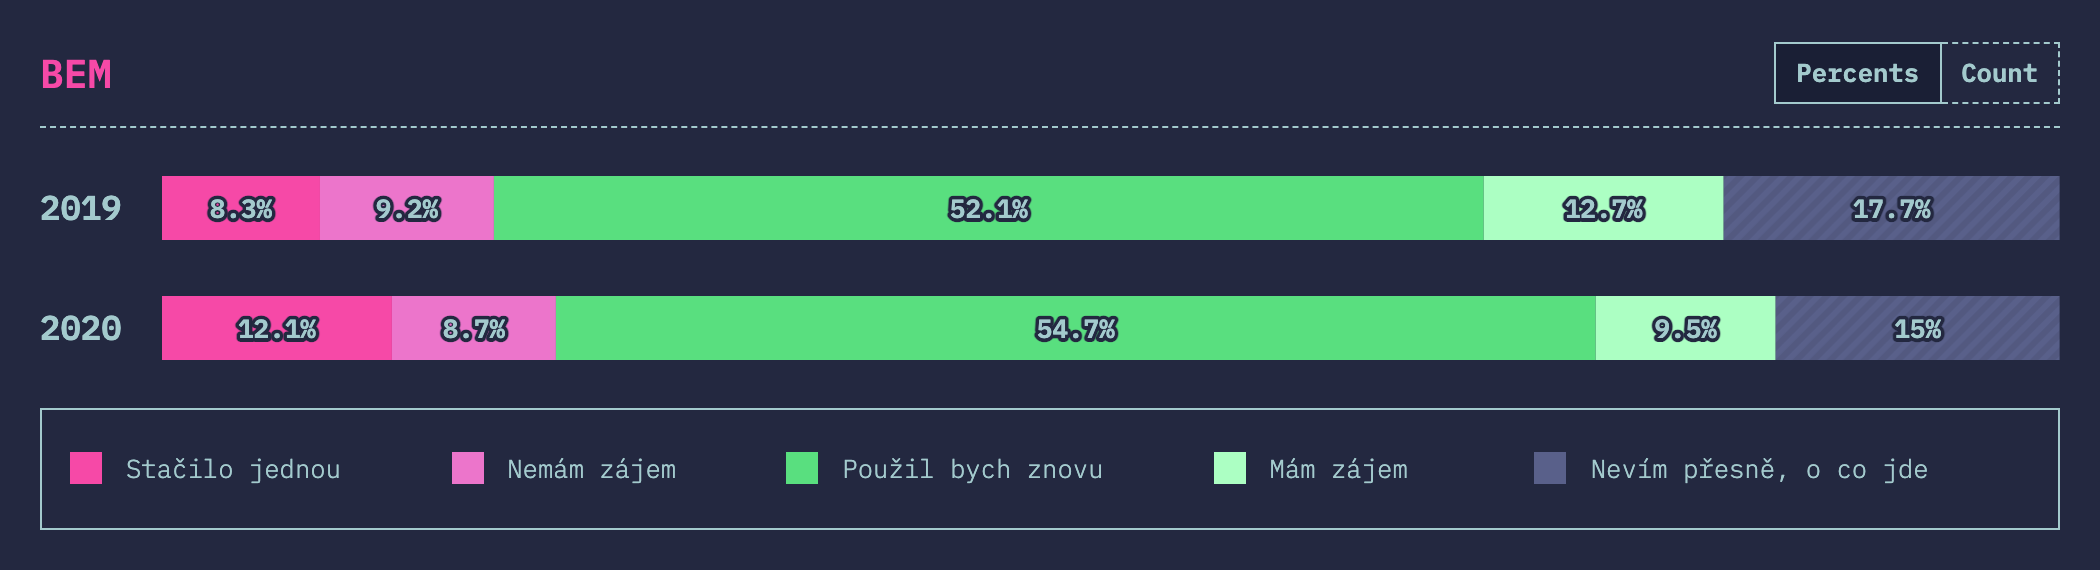 BEM
Percents Count
2019 8.3% 9.2% 52.1% 12.7% 17.7%
2020 12.1% 8.7% 54.7% 9.5% 15%
Stačilo jednou Nemám zájem Použil bych znovu Mám zájem Nevím přesně, o co jde